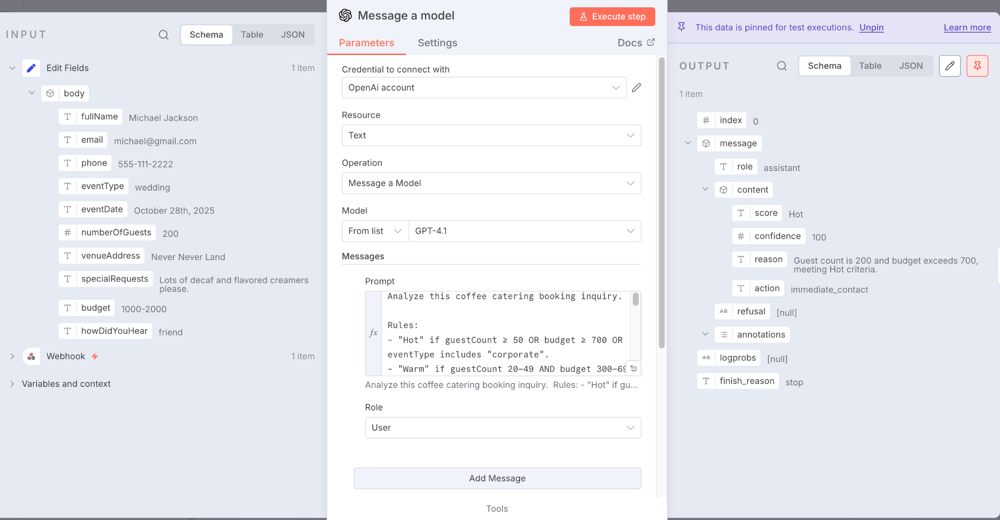 INPUT
Schema
Table
JSON
Edit Fields
1 item
body
T fullName Michael Jackson
T email michael@gmail.com
T phone 555-111-2222
T eventType wedding
T eventDate October 28th, 2025
# numberOfGuests 200
T venueAddress Never Never Land
T specialRequests Lots of decaf and flavored creamers
please.
T budget 1000-2000
T howDidYouHear friend
Webhook
1 item
Variables and context
Message a model
Execute step
Parameters
Settings
Docs
Credential to connect with
OpenAi account
Resource
Text
Operation
Message a Model
Model
From list
GPT-4.1
Messages
Prompt
fx
Analyze this coffee catering booking inquiry.
Rules:
- "Hot" if guestCount ≥ 50 OR budget ≥ 700 OR
eventType includes "corporate".
- "Warm" if guestCount 20–49 AND budget 300–69
Analyze this coffee catering booking inquiry. Rules: - "Hot" if gu...
Role
User
Add Message
Tools
This data is pinned for test executions. Unpin
Learn more
OUTPUT
Schema
Table
JSON
1 item
# index 0
message
T role assistant
content
T score Hot
# confidence 100
T reason Guest count is 200 and budget exceeds 700,
meeting Hot criteria.
T action immediate_contact
AB refusal [null]
annotations
AB logprobs [null]
T finish_reason stop